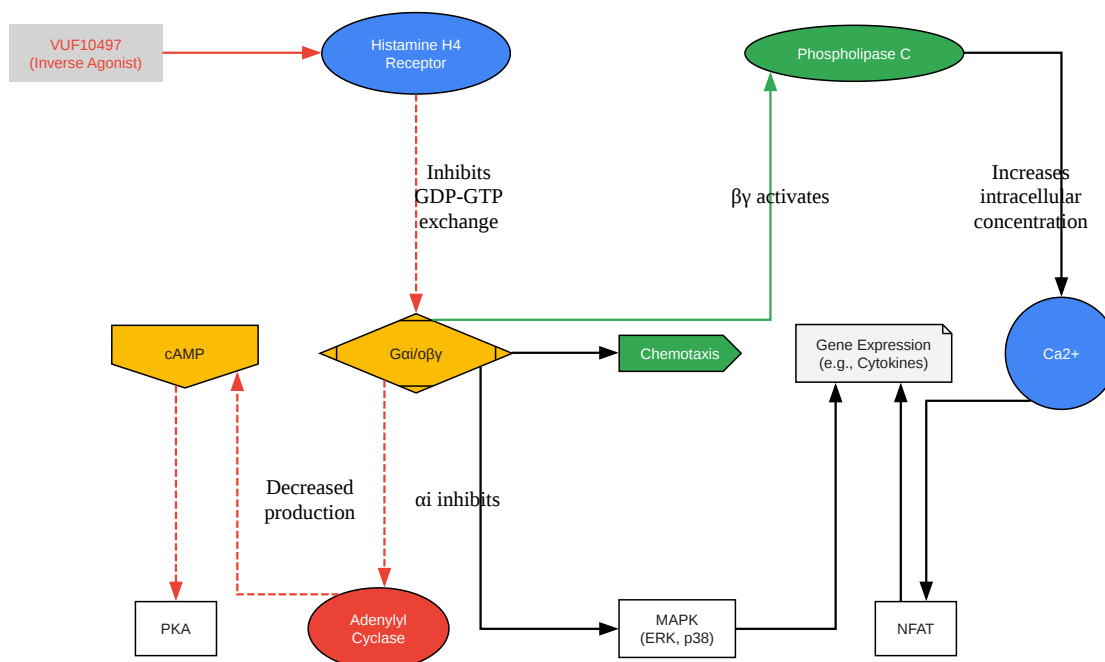 VUF10497
(Inverse Agonist)
Histamine H4
Receptor
Phospholipase C
Inhibits
GDP-GTP
exchange
βγ activates
Increases
intracellular
concentration
cAMP
Gαi/oβγ
Chemotaxis
Gene Expression
(e.g., Cytokines)
Ca2+
Decreased
production
αi inhibits
PKA
Adenylyl
Cyclase
MAPK
(ERK, p38)
NFAT